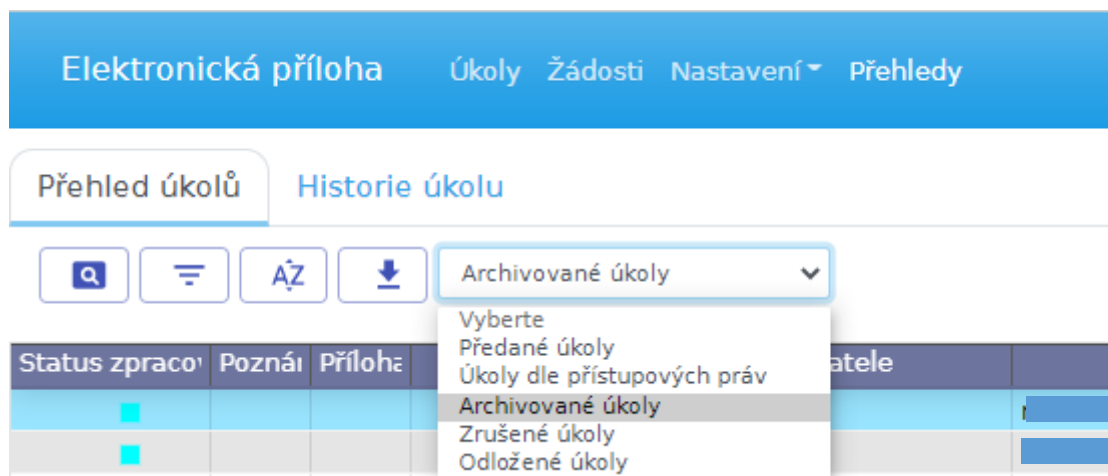 Elektronická příloha Úkoly Žádosti Nastavení Přehledy
Přehled úkolů Historie úkolu
AZ Archivované úkoly
Vyberte
Předané úkoly
Status zpraco Poznái Příloha atele
Úkoly dle přístupových práv
Archivované úkoly
Zrušené úkoly
Odložené úkoly